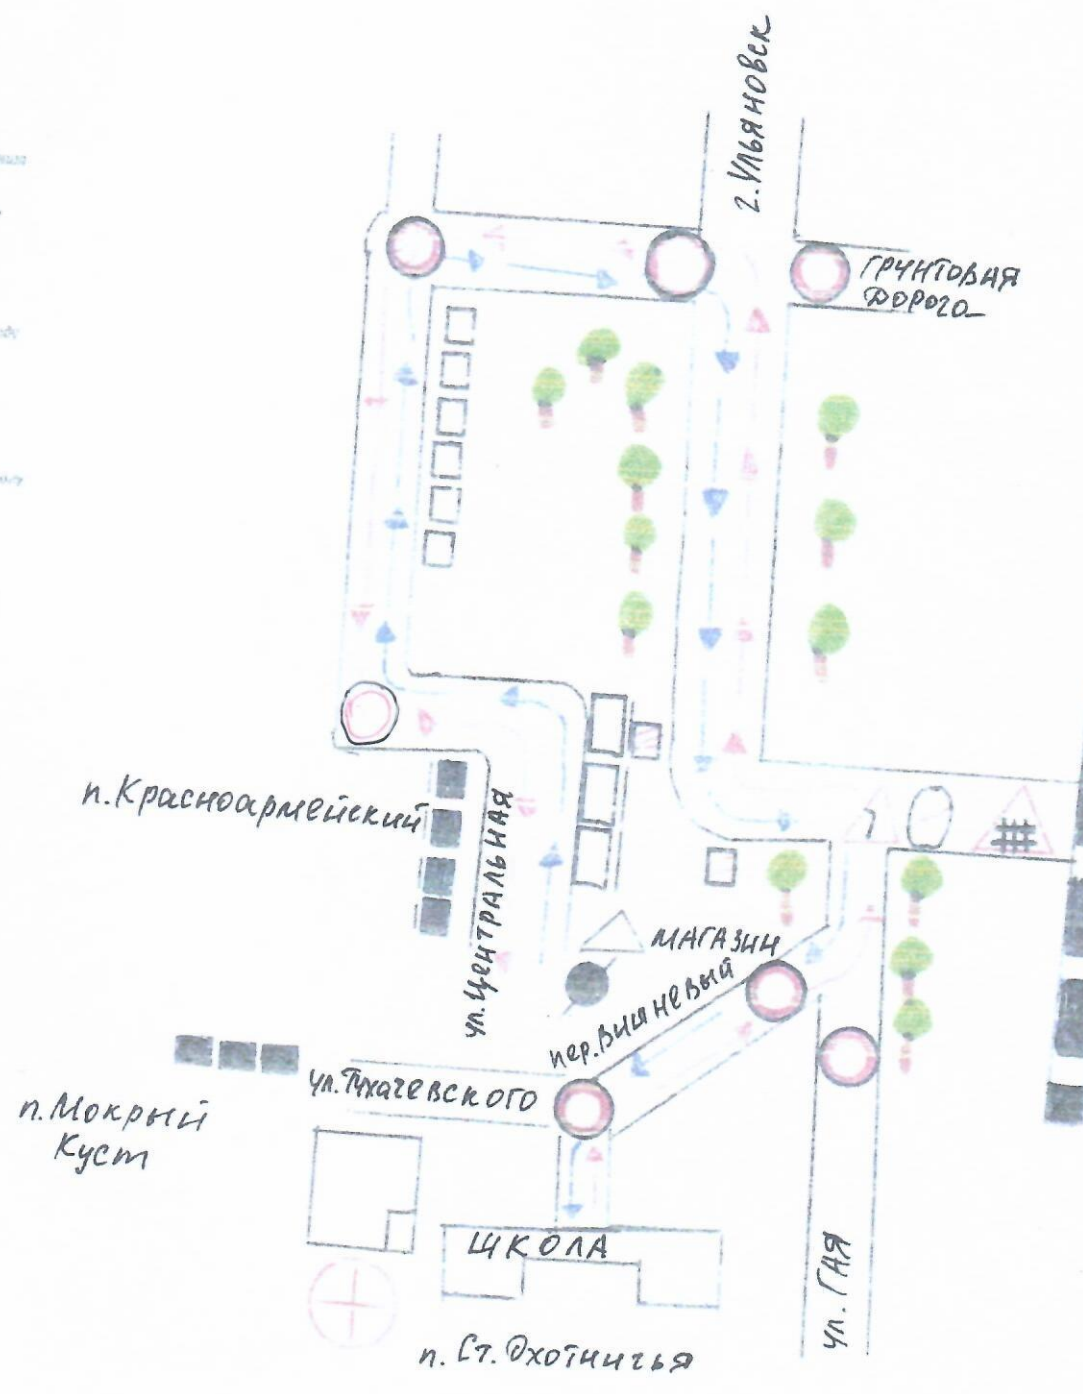 г. Ульяновск
ГРУНТОВАЯ
ДОРОГА
п. Красноармейский
ул. Центральная
МАГАЗИН
пер. Вишневый
ул. Тухачевского
п. Мокрый
Куст
ШКОЛА
ул. ГАЯ
п. Ст. Охотничья